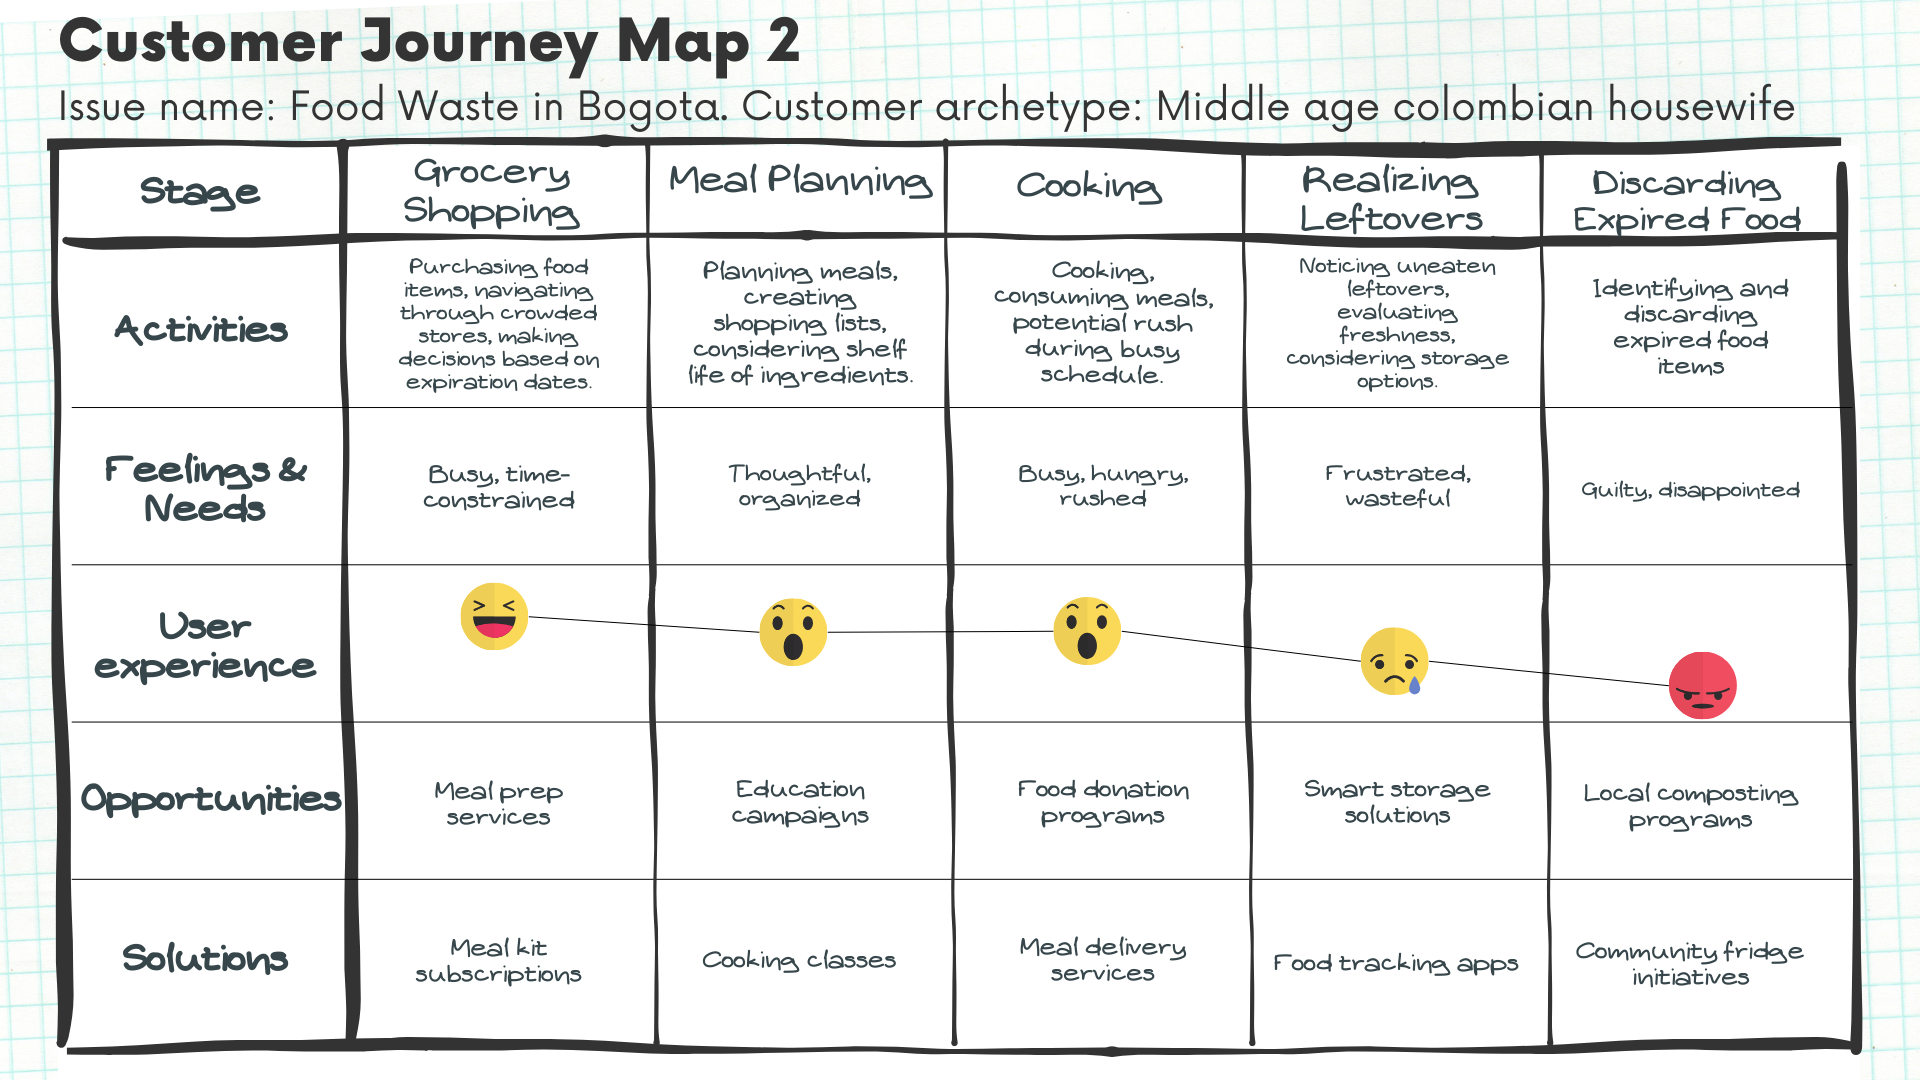 Customer Journey Map 2
Issue name: Food Waste in Bogota. Customer archetype: Middle age colombian housewife
Stage
Grocery
Shopping
Meal Planning
Cooking
Realizing
Leftovers
Discarding
Expired Food
Activities
Purchasing food
items, navigating
through crowded
stores, making
decisions based on
expiration dates.
Planning meals,
creating
shopping lists,
considering shelf
life of ingredients.
Cooking,
consuming meals,
potential rush
during busy
schedule.
Noticing uneaten
leftovers,
evaluating
freshness,
considering storage
options.
Identifying and
discarding
expired food
items
Feelings &
Needs
Busy, time-
constrained
Thoughtful,
organized
Busy, hungry,
rushed
Frustrated,
wasteful
Guilty, disappointed
User
experience
Opportunities
Meal prep
services
Education
campaigns
Food donation
programs
Smart storage
solutions
Local composting
programs
Solutions
Meal kit
subscriptions
Cooking classes
Meal delivery
services
Food tracking apps
Community fridge
initiatives